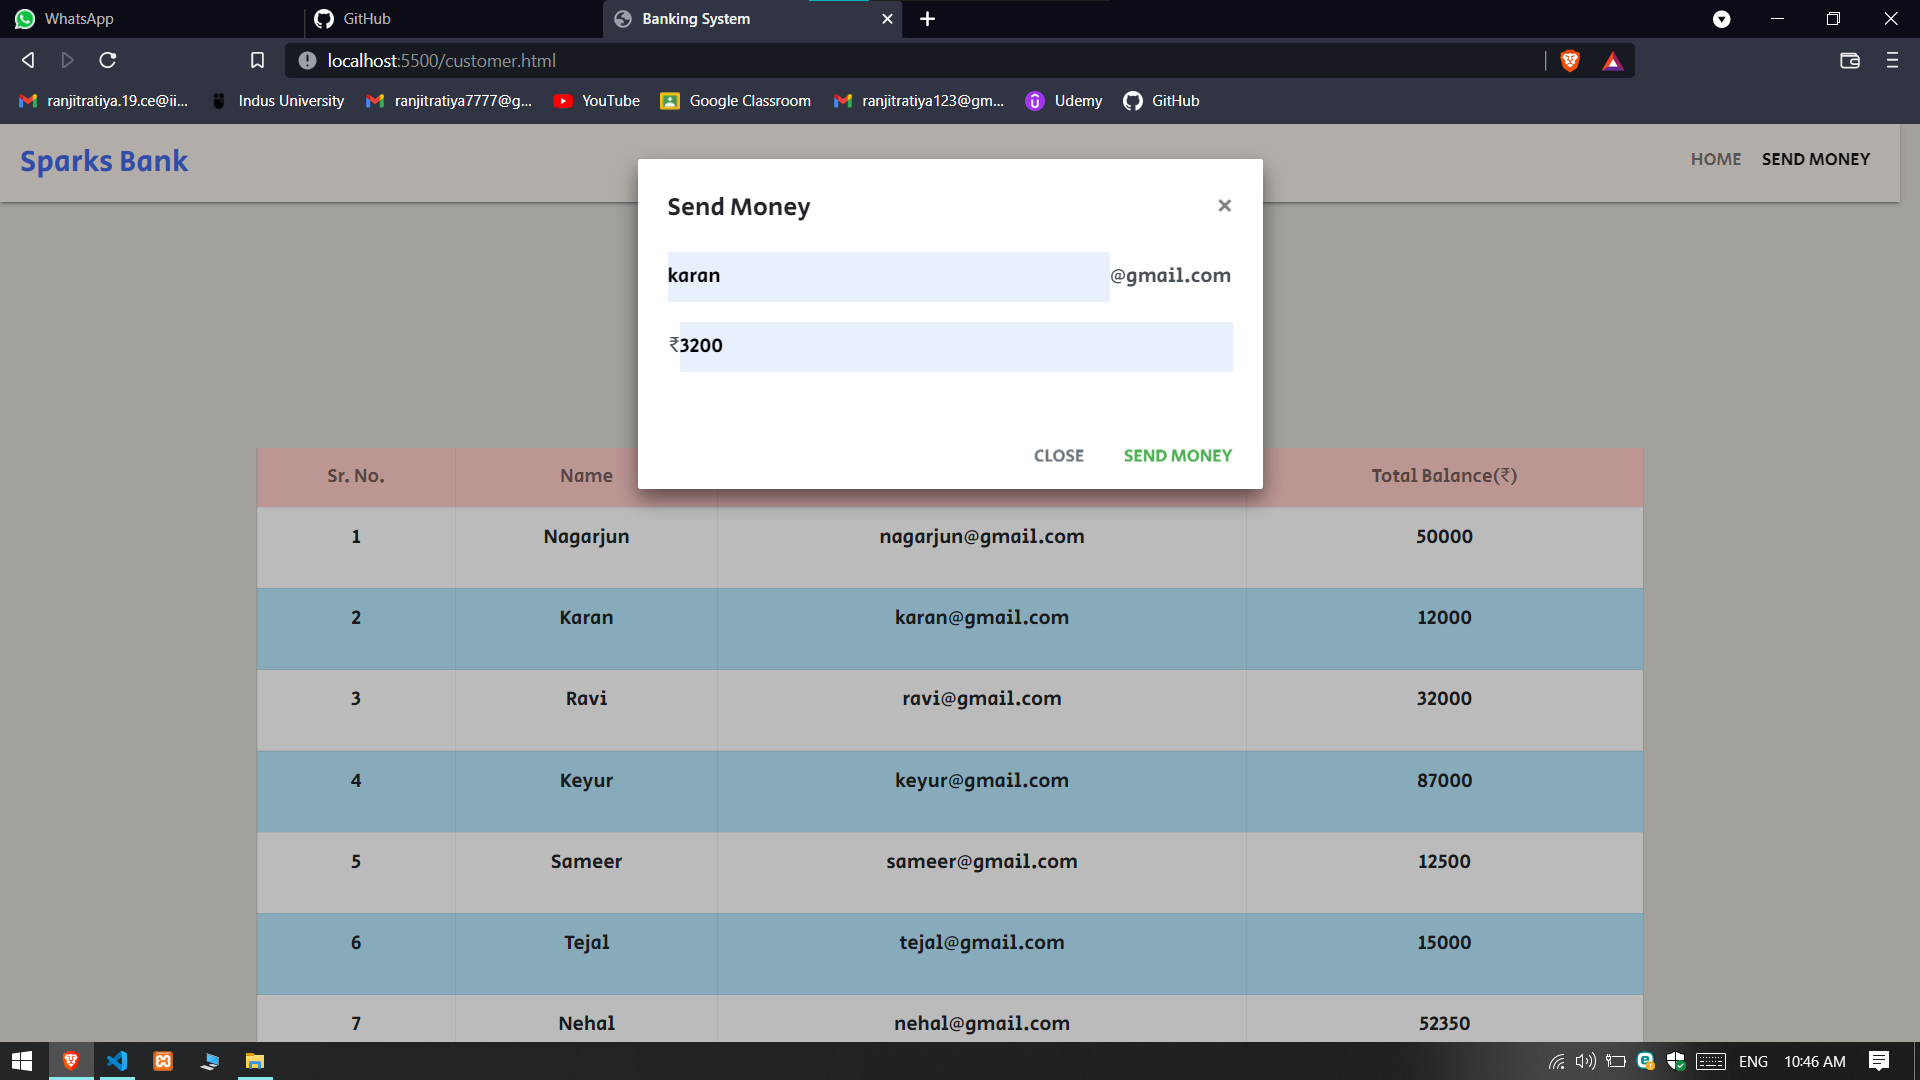 WhatsApp
GitHub
Banking System
localhost:5500/customer.html
ranjitratiya.19.ce@ii...
Indus University
ranjitratiya7777@g...
YouTube
Google Classroom
ranjitratiya123@gm...
Udemy
GitHub
Sparks Bank
HOME
SEND MONEY
Send Money
×
karan@gmail.com
₹3200
CLOSE
SEND MONEY
Sr. No. Name Total Balance(₹)
1 Nagarjun nagarjun@gmail.com 50000
2 Karan karan@gmail.com 12000
3 Ravi ravi@gmail.com 32000
4 Keyur keyur@gmail.com 87000
5 Sameer sameer@gmail.com 12500
6 Tejal tejal@gmail.com 15000
7 Nehal nehal@gmail.com 52350
ENG
10:46 AM